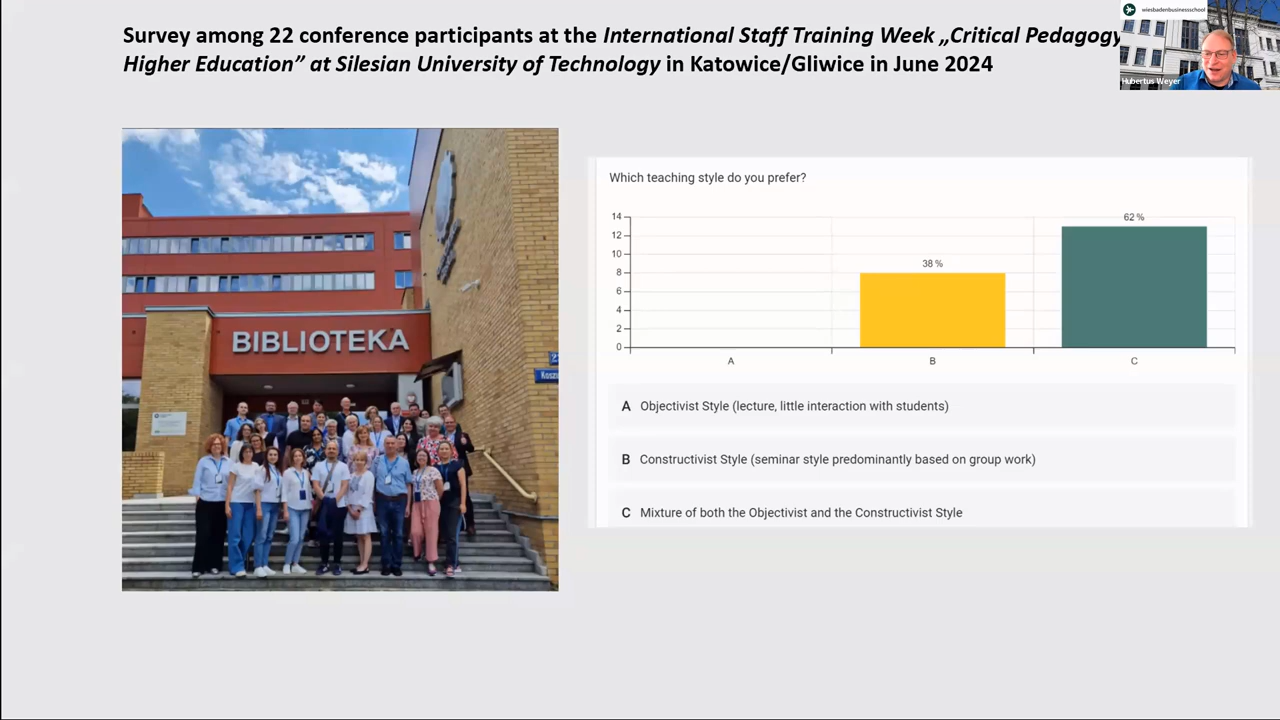 Survey among 22 conference participants at the International Staff Training Week „Critical Pedagogy
Higher Education” at Silesian University of Technology in Katowice/Gliwice in June 2024
wiesbadenbusinessschool
Hubertus Weyer
BIBLIOTEKA
Which teaching style do you prefer?
14
12
10
8
6
4
2
0
38 %
62 %
A
B
C
A Objectivist Style (lecture, little interaction with students)
B Constructivist Style (seminar style predominantly based on group work)
C Mixture of both the Objectivist and the Constructivist Style